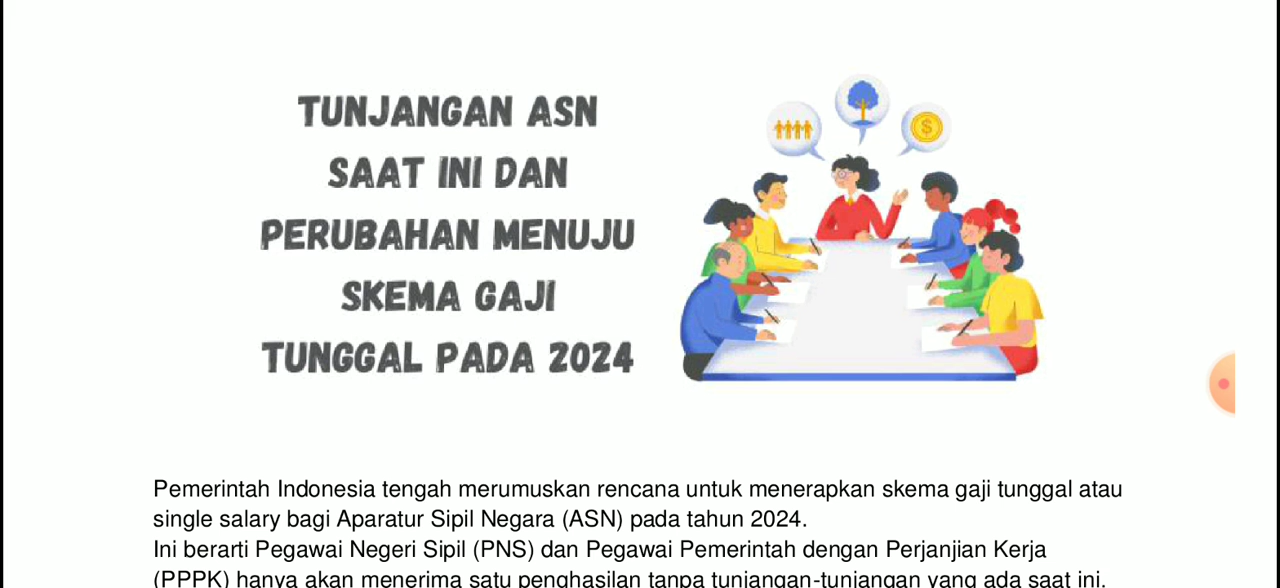 TUNJANGAN ASN
SAAT INI DAN
PERUBAHAN MENUJU
SKEMA GAJI
TUNGGAL PADA 2024
Pemerintah Indonesia tengah merumuskan rencana untuk menerapkan skema gaji tunggal atau
single salary bagi Aparatur Sipil Negara (ASN) pada tahun 2024.
Ini berarti Pegawai Negeri Sipil (PNS) dan Pegawai Pemerintah dengan Perjanjian Kerja
(PPPK) hanya akan menerima satu penghasilan tanpa tunjangan-tunjangan yang ada saat ini.